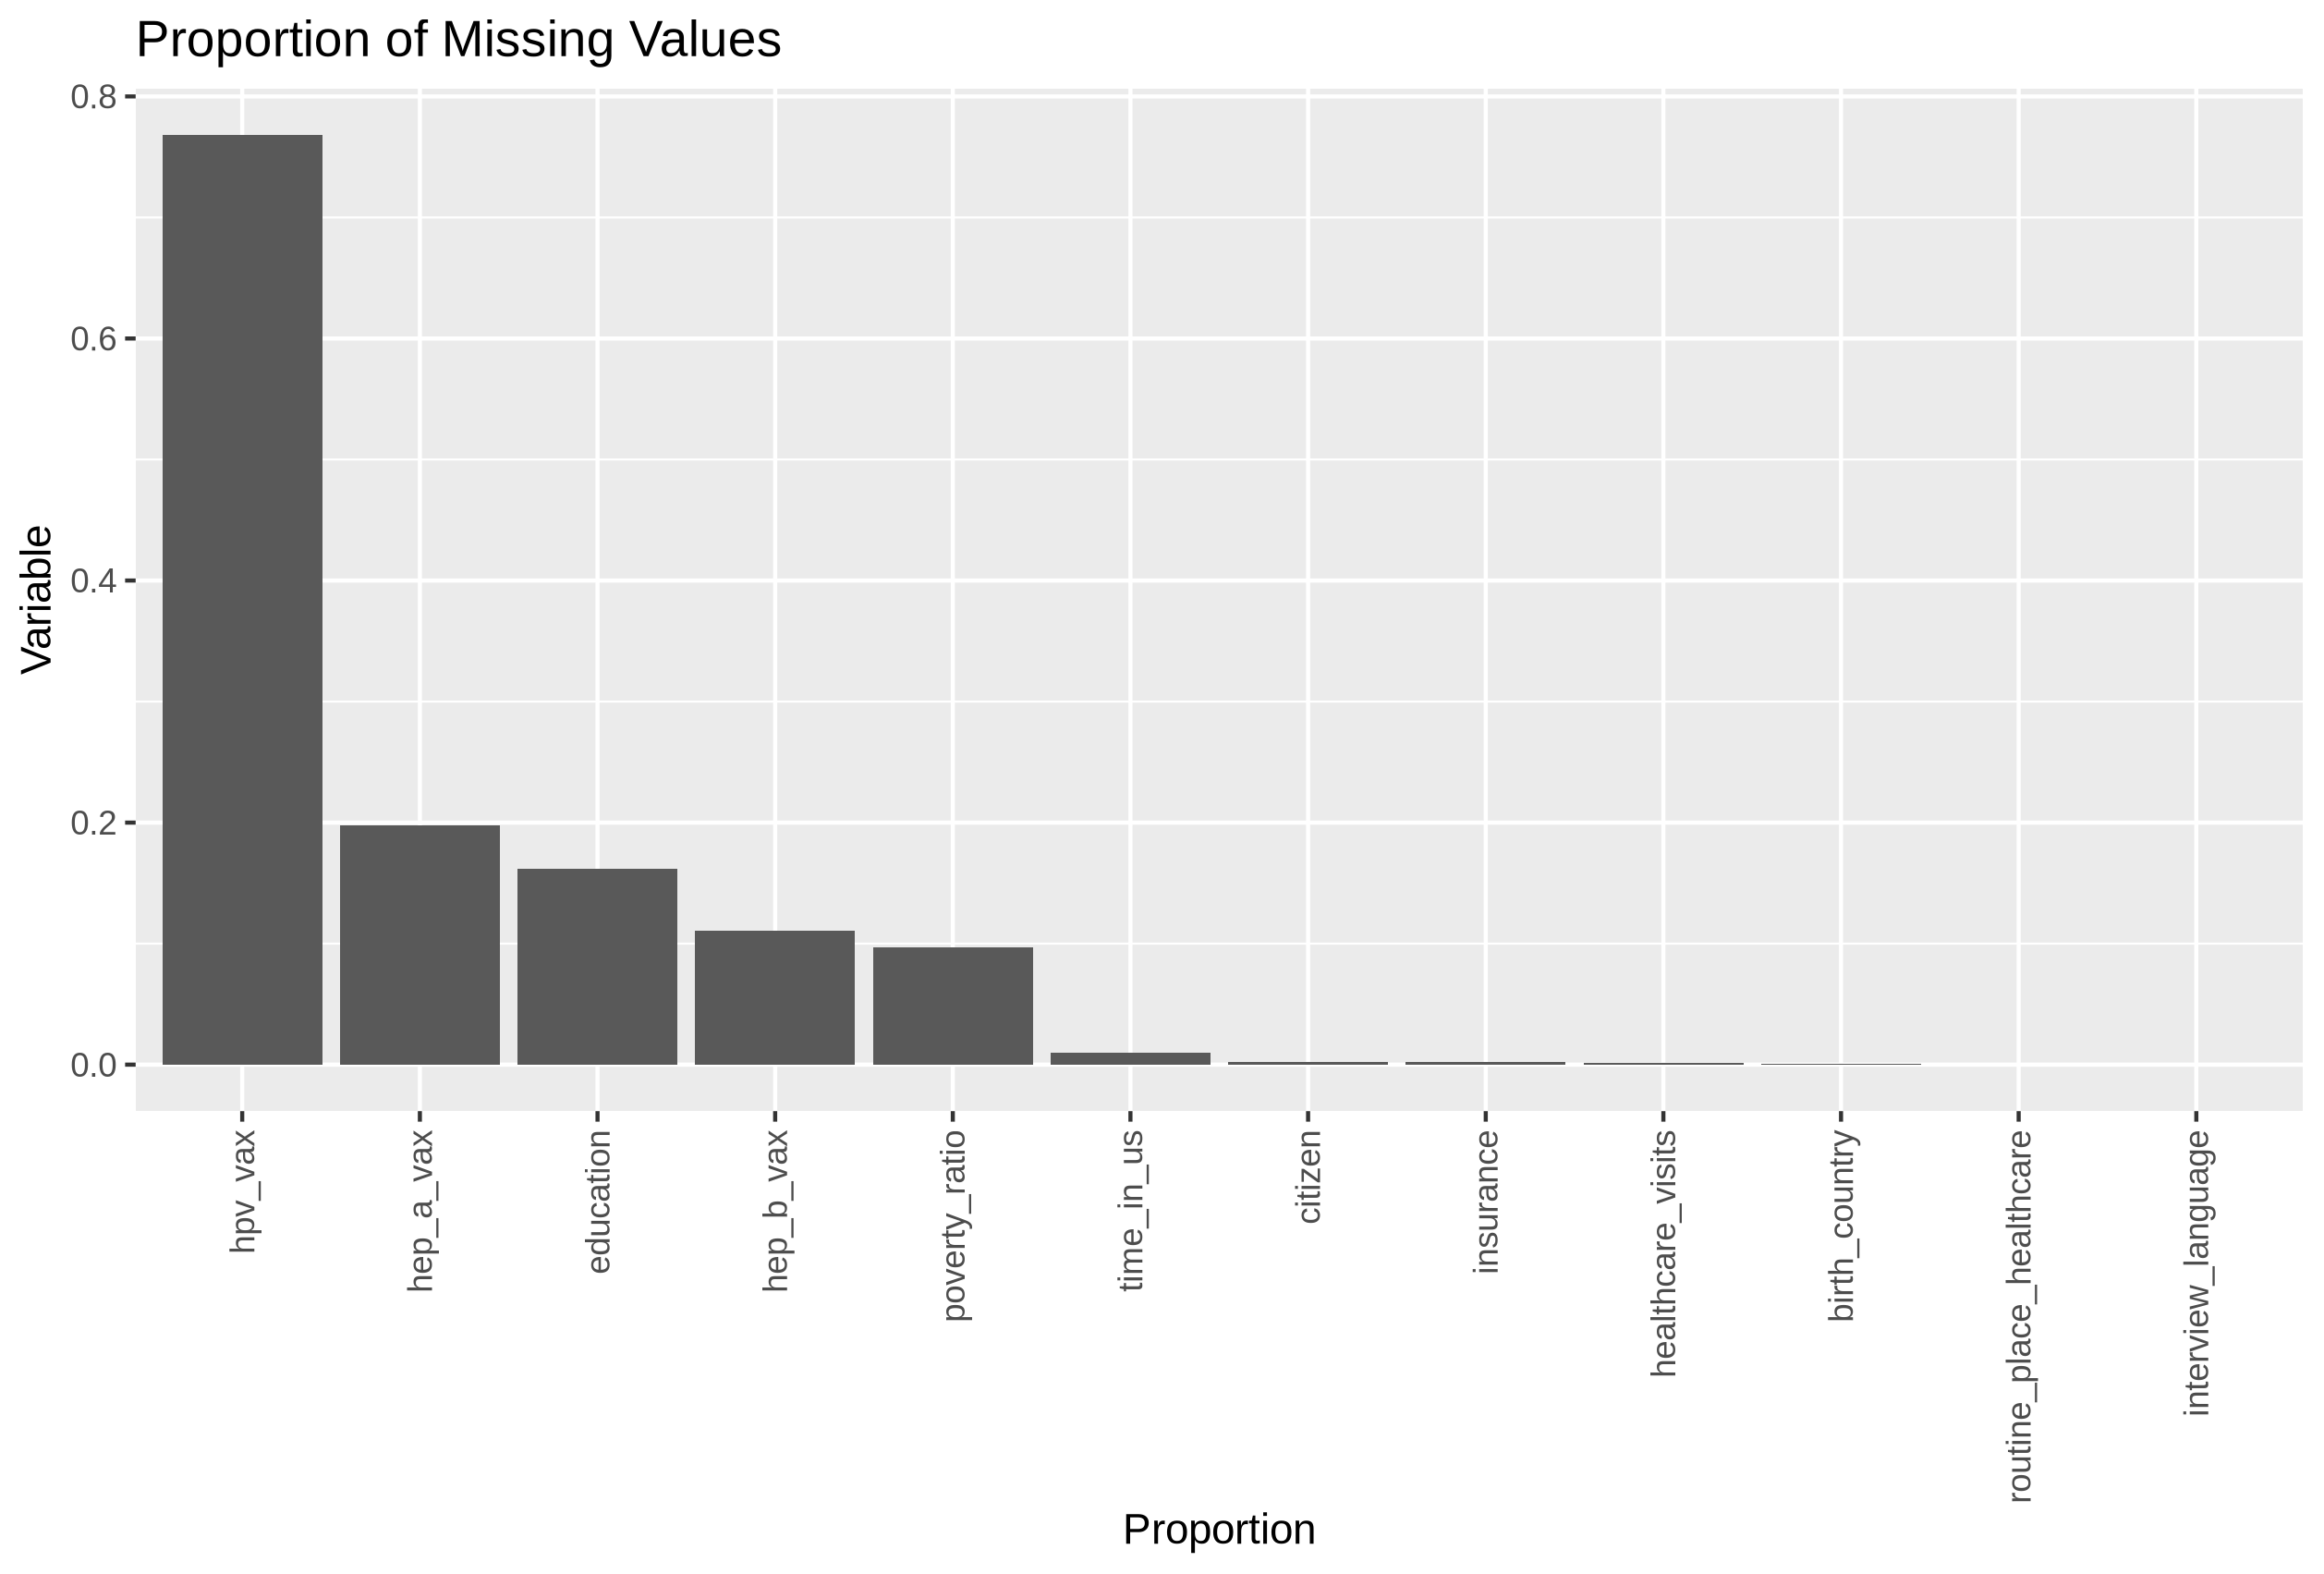 Proportion of Missing Values
Variable
0.8
0.6
0.4
0.2
0.0
hpv_vax
hep_a_vax
education
hep_b_vax
poverty_ratio
time_in_us
citizen
insurance
healthcare_visits
birth_country
routine_place_healthcare
interview_language
Proportion